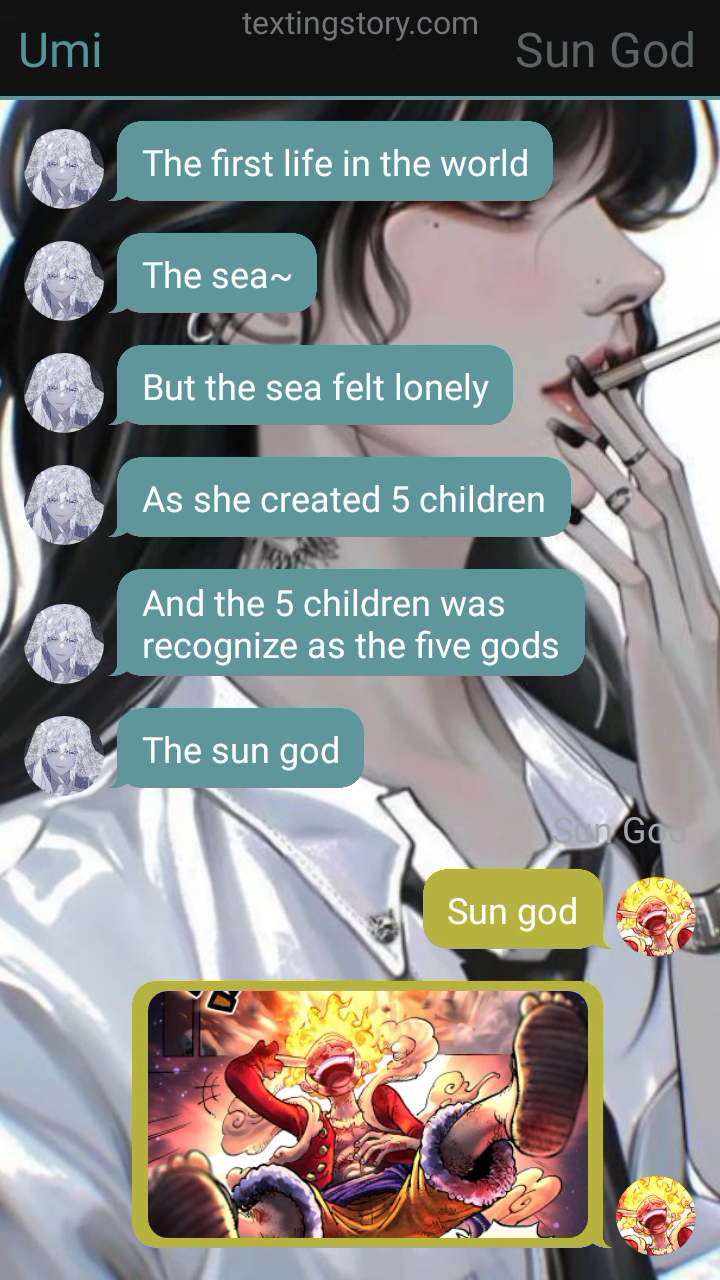 textingstory.com
Umi
Sun God
The first life in the world
The sea~
But the sea felt lonely
As she created 5 children
And the 5 children was
recognize as the five gods
The sun god
Sun God
Sun god